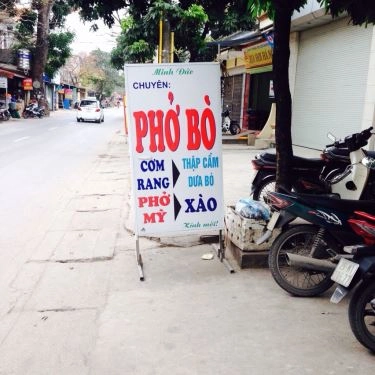 Minh Đức
CHUYÊN:
PHỞ BÒ
CƠM RANG THẬP CẨM DƯA BÒ
PHỞ MỲ XÀO
Kính mời!